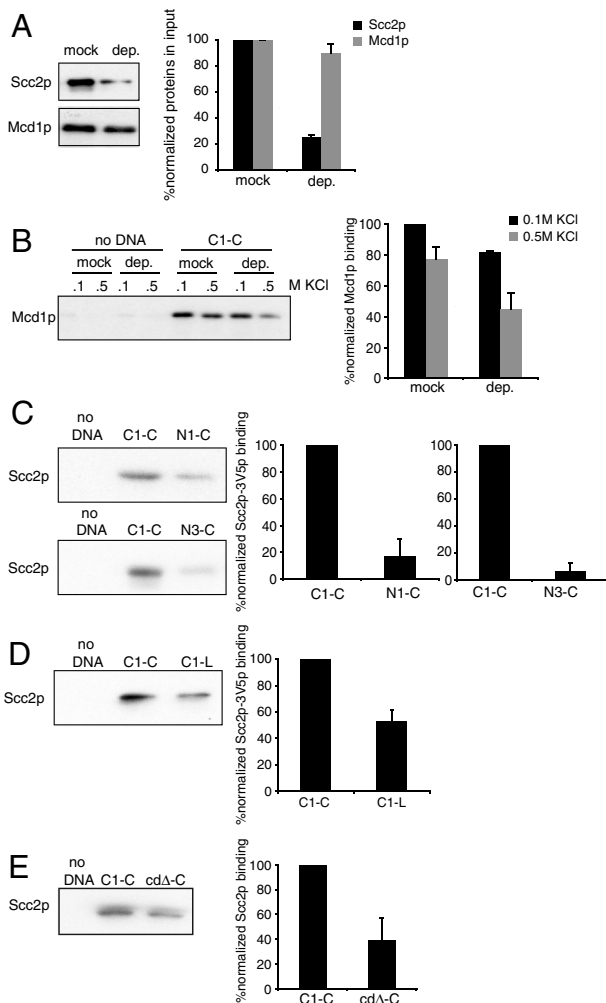 A
mock dep.
Scc2p
Mcd1p
%normalized proteins in input
100
80
60
40
20
0
mock dep.
Scc2p
Mcd1p
B
no DNA C1-C
mock dep. mock dep.
.1 .5 .1 .5 .1 .5 .1 .5 M KCl
Mcd1p
%normalized Mcd1p binding
100
80
60
40
20
0
mock dep.
0.1M KCl
0.5M KCl
C
no
DNA C1-C N1-C
Scc2p
no
DNA C1-C N3-C
Scc2p
%normalized Scc2p-3V5p binding
100
80
60
40
20
0
C1-C N1-C
100
80
60
40
20
0
C1-C N3-C
D
no
DNA C1-C C1-L
Scc2p
%normalized Scc2p-3V5p binding
100
80
60
40
20
0
C1-C C1-L
E
no
DNA C1-C cdΔ-C
Scc2p
%normalized Scc2p binding
100
80
60
40
20
0
C1-C cdΔ-C